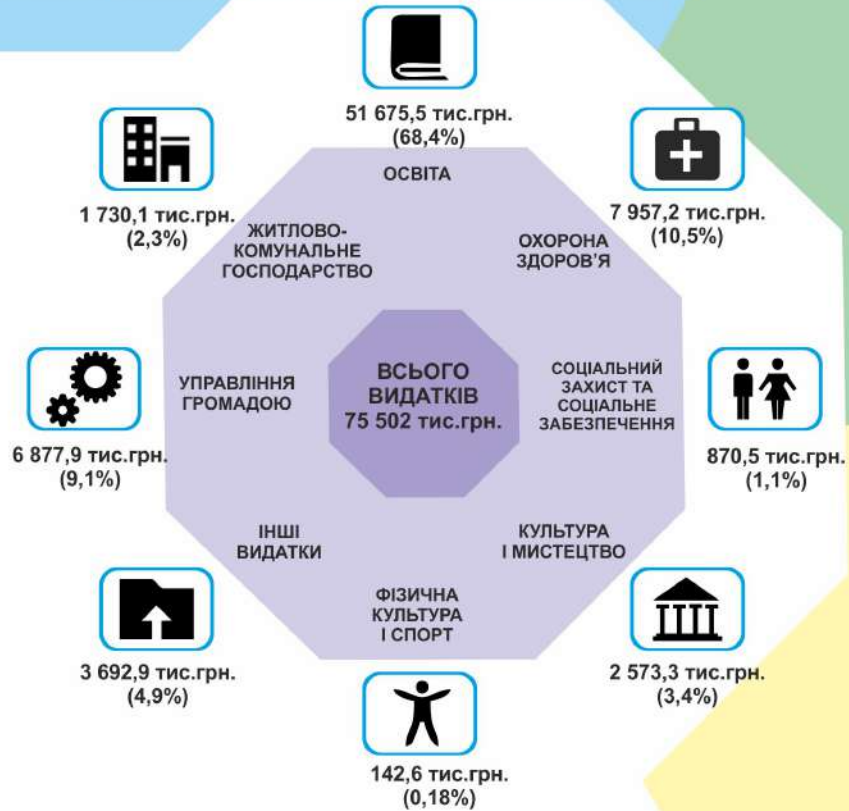 51 675,5 тис.грн.
(68,4%)
ОСВІТА
7 957,2 тис.грн.
(10,5%)
ОХОРОНА
ЗДОРОВ'Я
870,5 тис.грн.
(1,1%)
СОЦІАЛЬНИЙ
ЗАХИСТ ТА
СОЦІАЛЬНЕ
ЗАБЕЗПЕЧЕННЯ
2 573,3 тис.грн.
(3,4%)
КУЛЬТУРА
І МИСТЕЦТВО
142,6 тис.грн.
(0,18%)
ФІЗИЧНА
КУЛЬТУРА
І СПОРТ
3 692,9 тис.грн.
(4,9%)
ІНШІ
ВИДАТКИ
6 877,9 тис.грн.
(9,1%)
УПРАВЛІННЯ
ГРОМАДОЮ
1 730,1 тис.грн.
(2,3%)
ЖИТЛОВО-
КОМУНАЛЬНЕ
ГОСПОДАРСТВО
ВСЬОГО
ВИДАТКІВ
75 502 тис.грн.